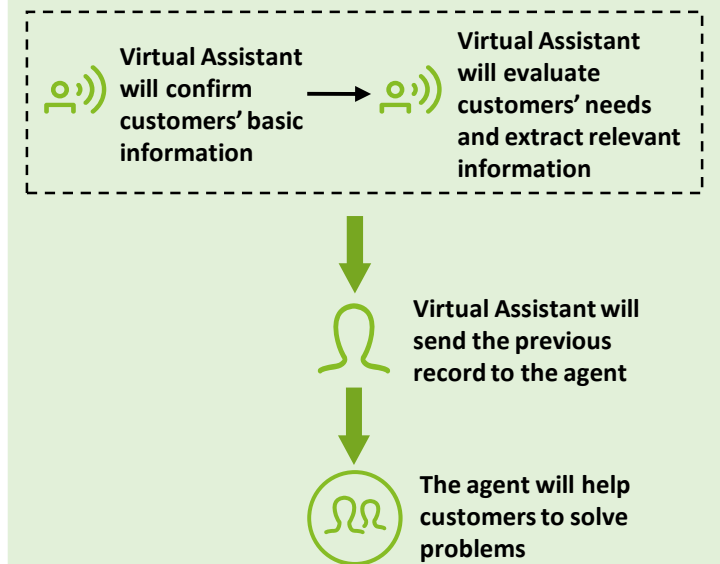 Virtual Assistant
will confirm
customers’ basic
information
Virtual Assistant
will evaluate
customers’ needs
and extract relevant
information
Virtual Assistant will
send the previous
record to the agent
The agent will help
customers to solve
problems